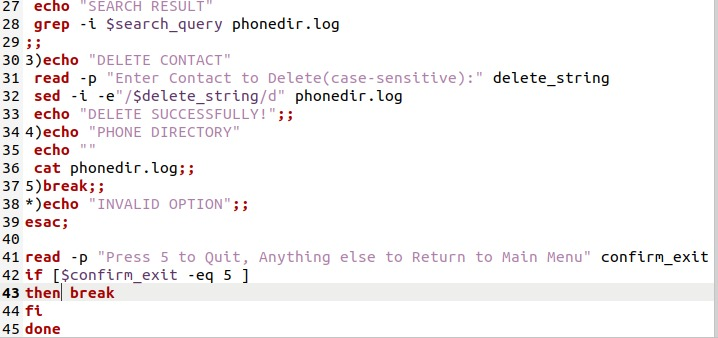 27 echo "SEARCH RESULT"
28 grep -i $search_query phonedir.log
29 ;;
30 3)echo "DELETE CONTACT"
31 read -p "Enter Contact to Delete(case-sensitive):" delete_string
32 sed -i -e"/$delete_string/d" phonedir.log
33 echo "DELETE SUCCESSFULLY!";;
34 4)echo "PHONE DIRECTORY"
35 echo ""
36 cat phonedir.log;;
37 5)break;;
38 *)echo "INVALID OPTION";;
39 esac;
40
41 read -p "Press 5 to Quit, Anything else to Return to Main Menu" confirm_exit
42 if [$confirm_exit -eq 5 ]
43 then break
44 fi
45 done